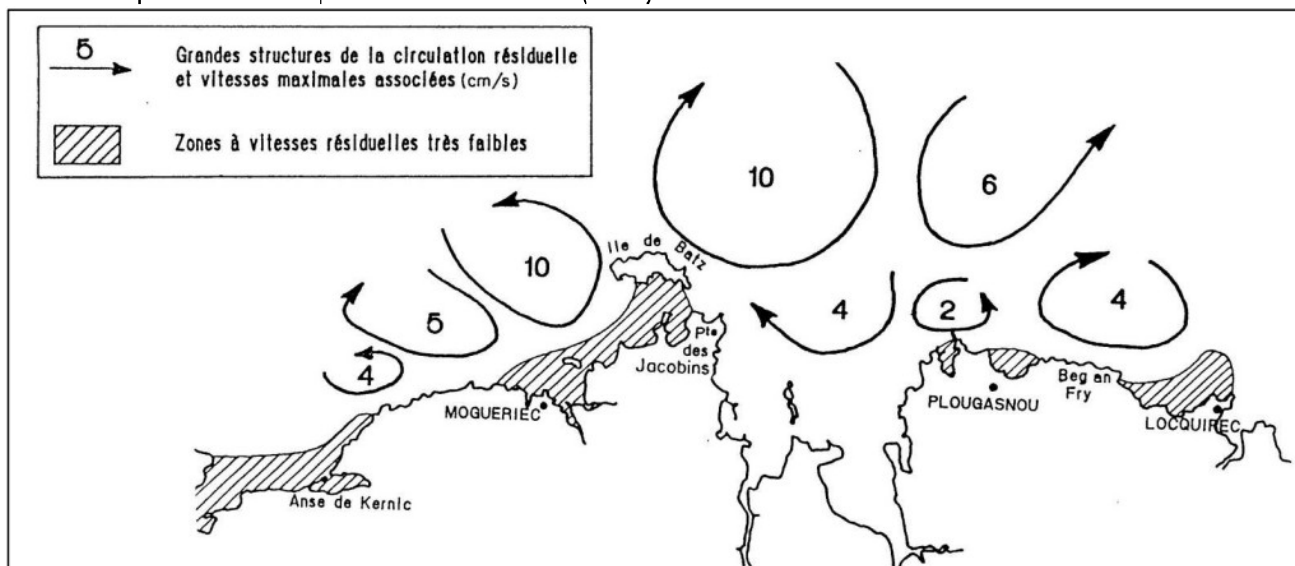 5
Grandes structures de la circulation résiduelle
et vitesses maximales associées (cm/s)
Zones à vitesses résiduelles très faibles
10
6
10
Ile de Batz
5
4
2
4
4
Pte
des
Jacobins
MOGUERIEC
PLOUGASNOU
Beg an
Fry
LOCQUIREC
Anse de Kernic